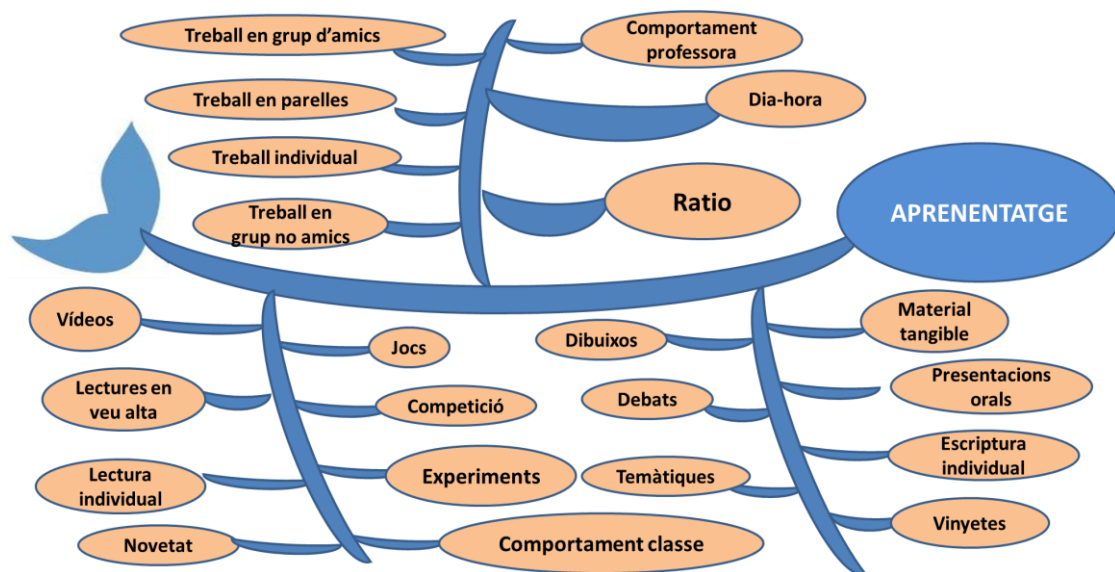 Treball en grup d'amics
Comportament
professora
Treball en parelles
Dia-hora
Treball individual
Ratio
Treball en
grup no amics
APRENENTATGE
Vídeos
Jocs
Dibuixos
Material
tangible
Lectures en
veu alta
Competició
Debats
Presentacions
orals
Lectura
individual
Experiments
Temàtiques
Escriptura
individual
Novetat
Comportament classe
Vinyetes